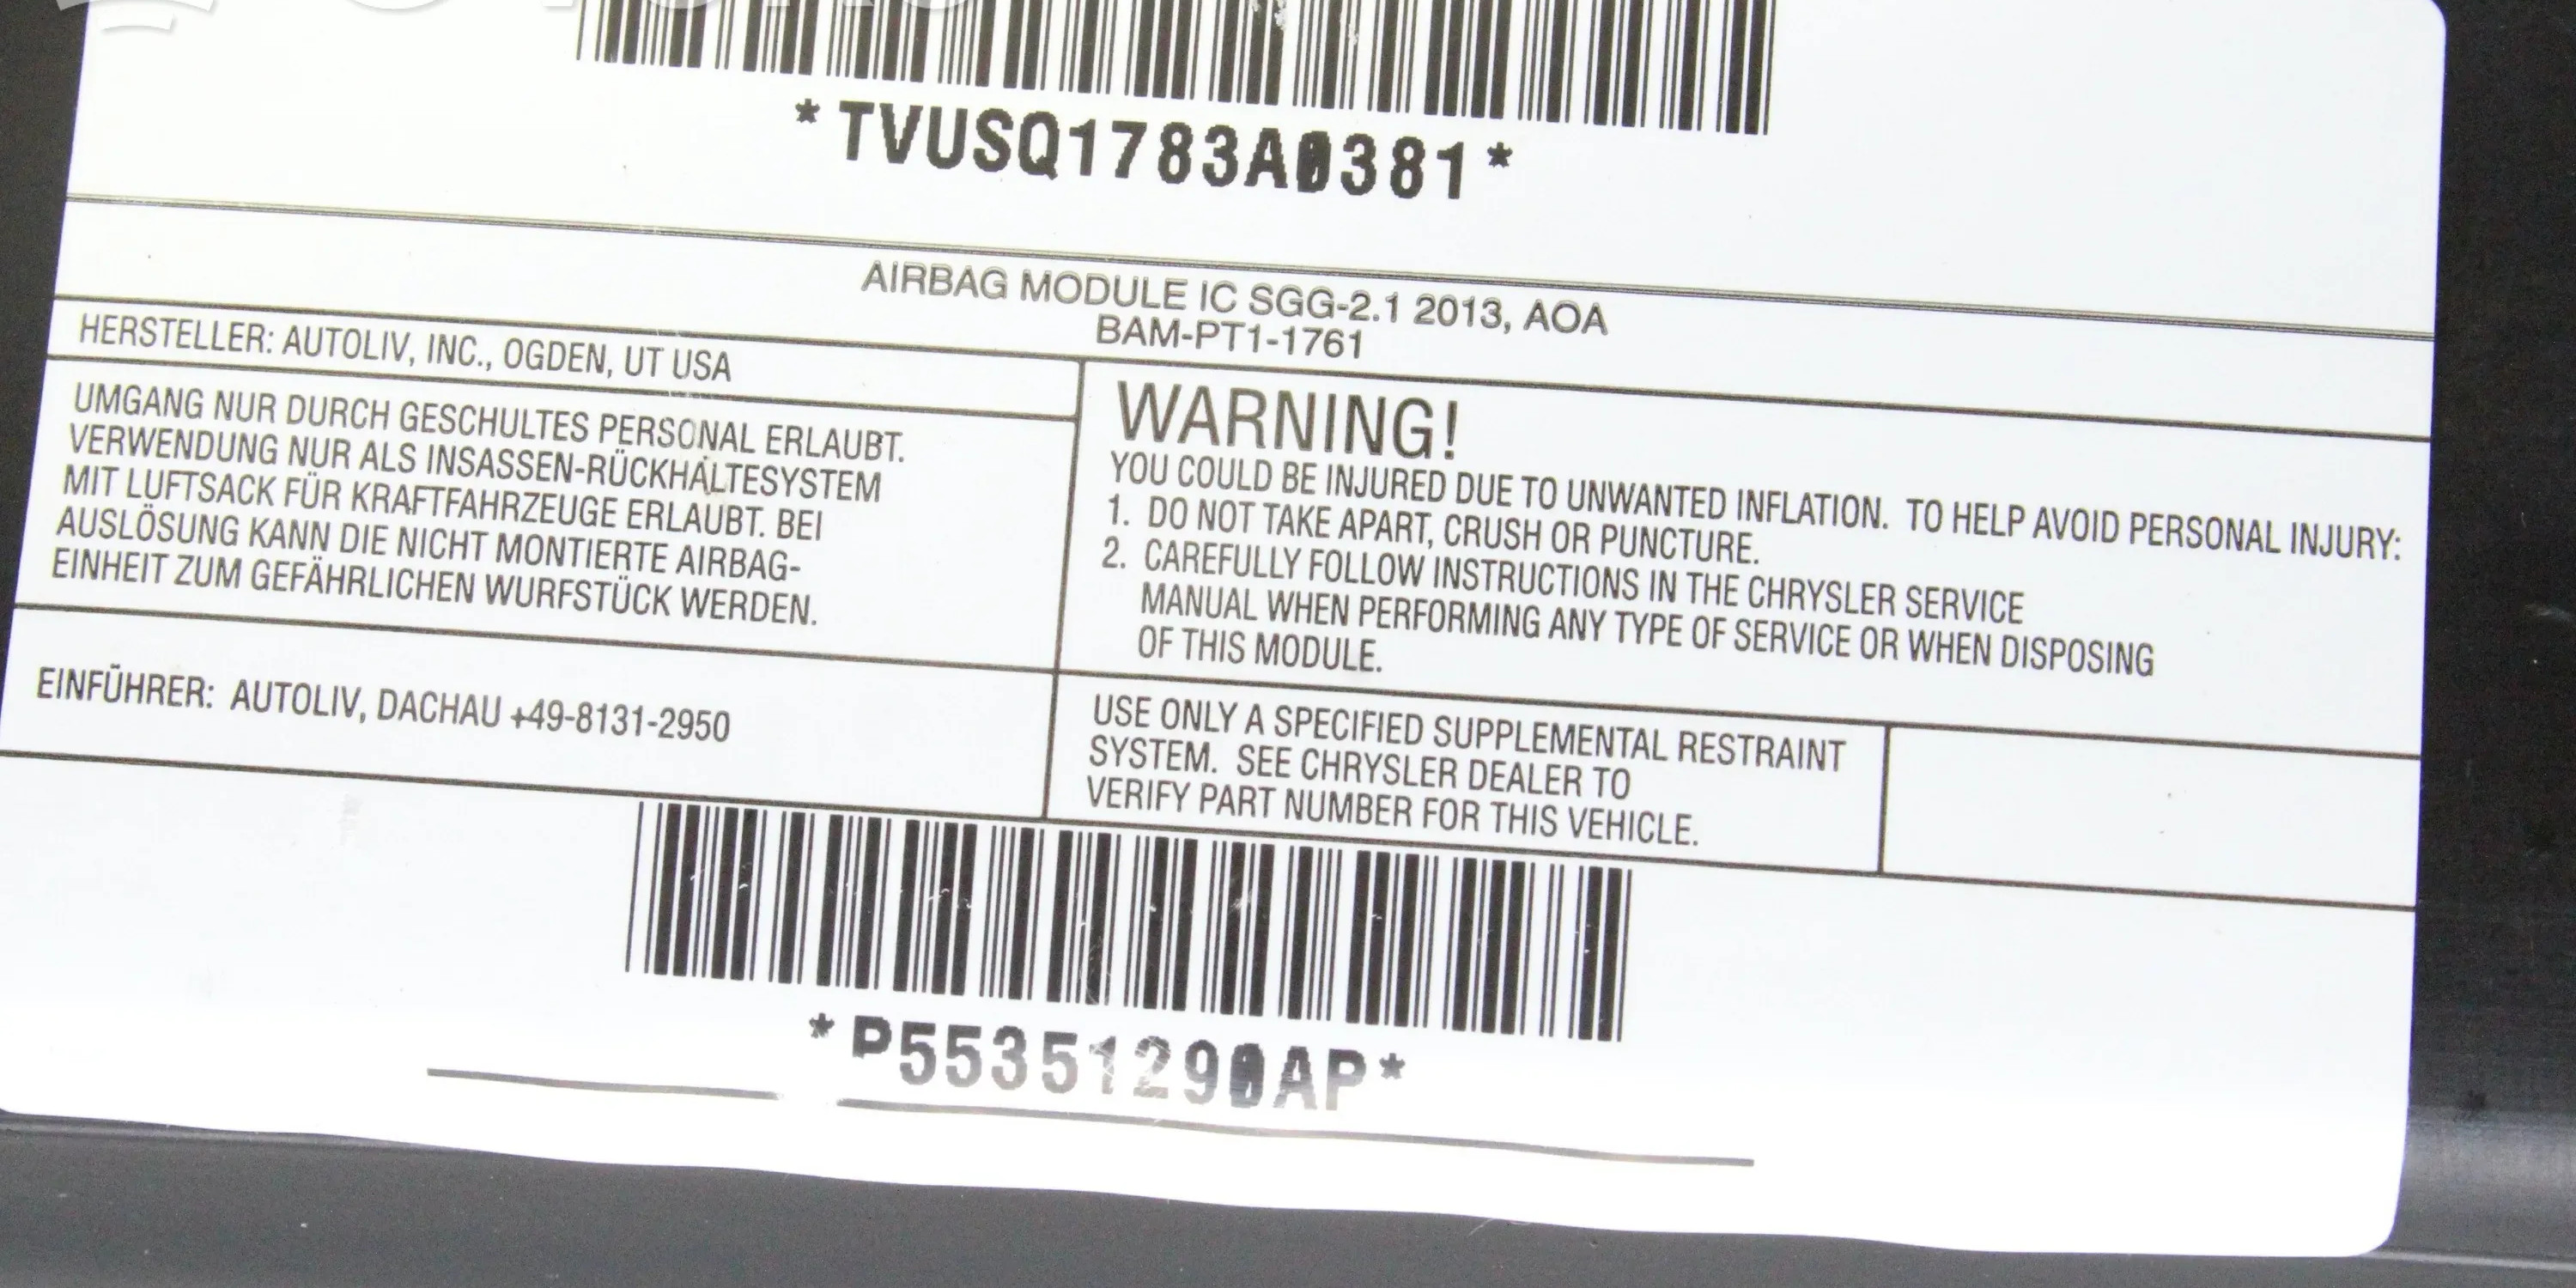 *TVUSQ1783A0381*
AIRBAG MODULE IC SGG-2.1 2013, AOA
BAM-PT1-1761
HERSTELLER: AUTOLIV, INC., OGDEN, UT USA
UMGANG NUR DURCH GESCHULTES PERSONAL ERLAUBT.
VERWENDUNG NUR ALS INSASSEN-RÜCKHALTESYSTEM
MIT LUFTSACK FÜR KRAFTFAHRZEUGE ERLAUBT. BEI
AUSLÖSUNG KANN DIE NICHT MONTIERTE AIRBAG-
EINHEIT ZUM GEFÄHRLICHEN WURFSTÜCK WERDEN.
EINFÜHRER: AUTOLIV, DACHAU +49-8131-2950
WARNING!
YOU COULD BE INJURED DUE TO UNWANTED INFLATION. TO HELP AVOID PERSONAL INJURY:
1. DO NOT TAKE APART, CRUSH OR PUNCTURE.
2. CAREFULLY FOLLOW INSTRUCTIONS IN THE CHRYSLER SERVICE
MANUAL WHEN PERFORMING ANY TYPE OF SERVICE OR WHEN DISPOSING
OF THIS MODULE.
USE ONLY A SPECIFIED SUPPLEMENTAL RESTRAINT
SYSTEM. SEE CHRYSLER DEALER TO
VERIFY PART NUMBER FOR THIS VEHICLE.
*P55351290AP*